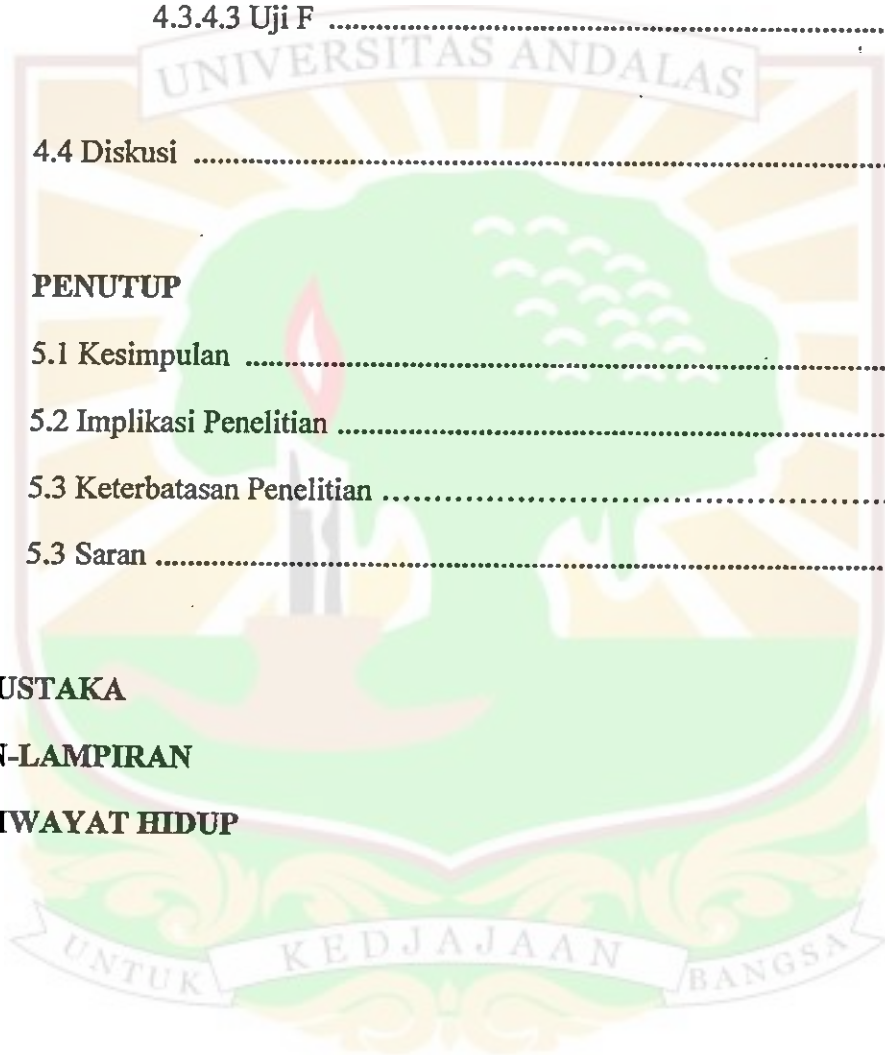 4.3.4.3 Uji F ................................................................
UNIVERSITAS ANDALAS
4.4 Diskusi ................................................................
PENUTUP
5.1 Kesimpulan ................................................................
5.2 Implikasi Penelitian ................................................................
5.3 Keterbatasan Penelitian ................................................................
5.3 Saran ................................................................
USTAKA
N-LAMPIRAN
IWAYAT HIDUP
UNTUK KEDJAJAAN BANGSA